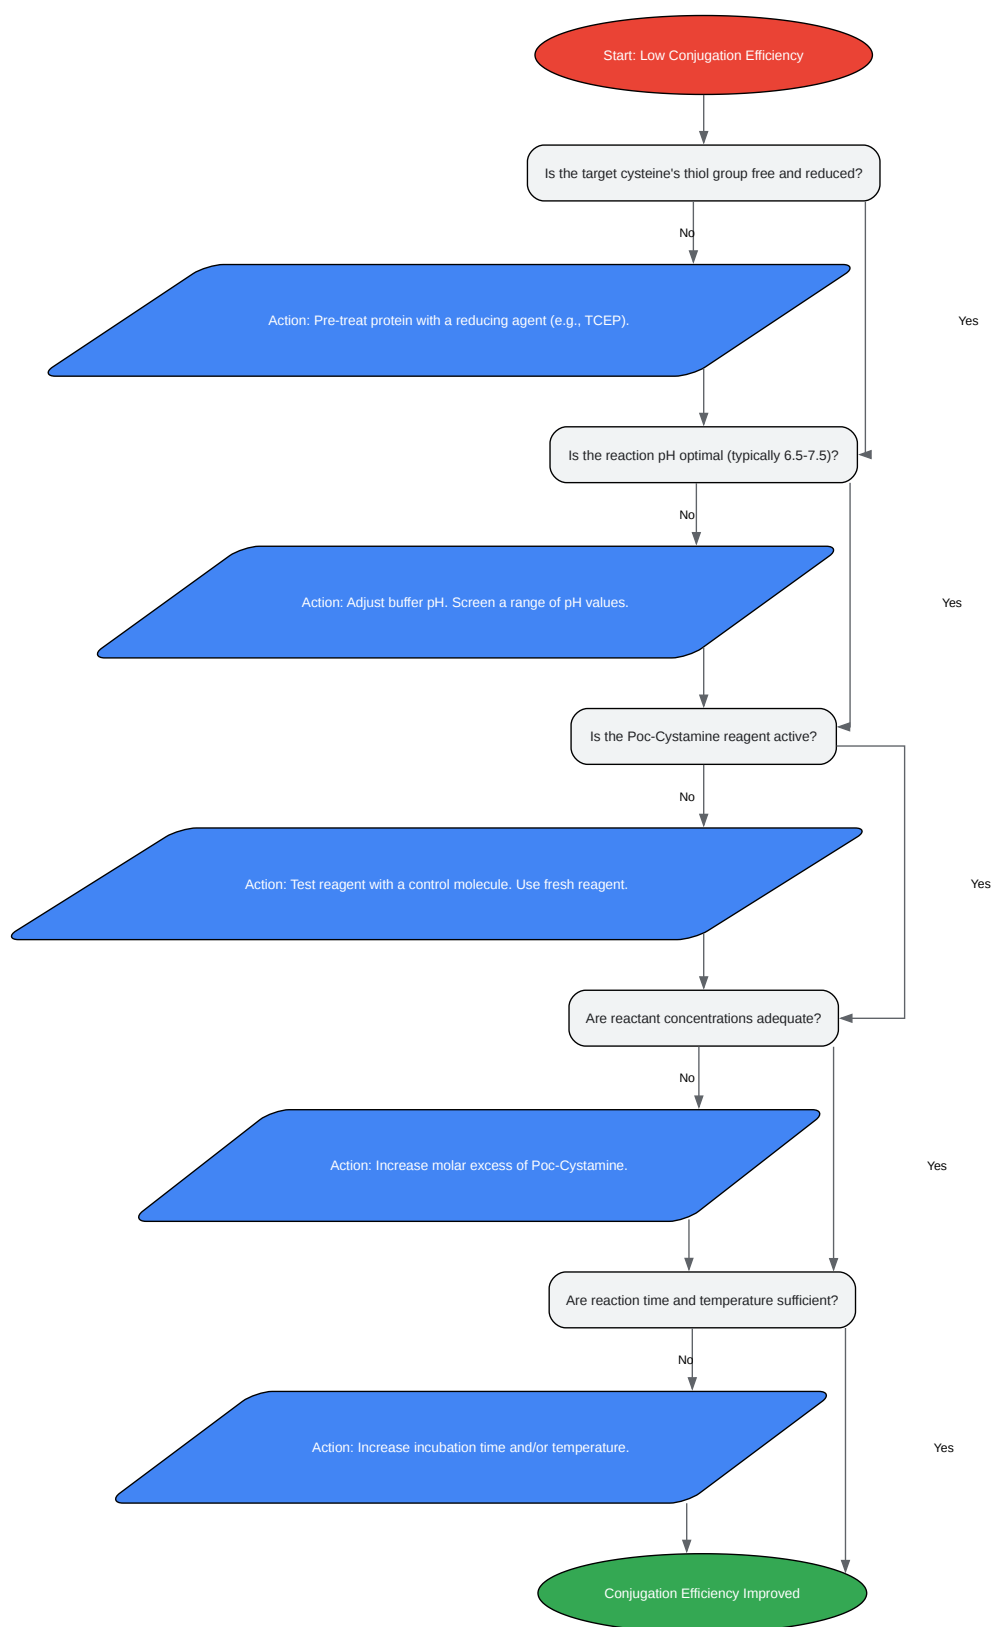 Start: Low Conjugation Efficiency
Is the target cysteine's thiol group free and reduced?
No
Action: Pre-treat protein with a reducing agent (e.g., TCEP).
Yes
Is the reaction pH optimal (typically 6.5-7.5)?
No
Action: Adjust buffer pH. Screen a range of pH values.
Yes
Is the Poc-Cystamine reagent active?
No
Action: Test reagent with a control molecule. Use fresh reagent.
Yes
Are reactant concentrations adequate?
No
Action: Increase molar excess of Poc-Cystamine.
Yes
Are reaction time and temperature sufficient?
No
Action: Increase incubation time and/or temperature.
Yes
Conjugation Efficiency Improved